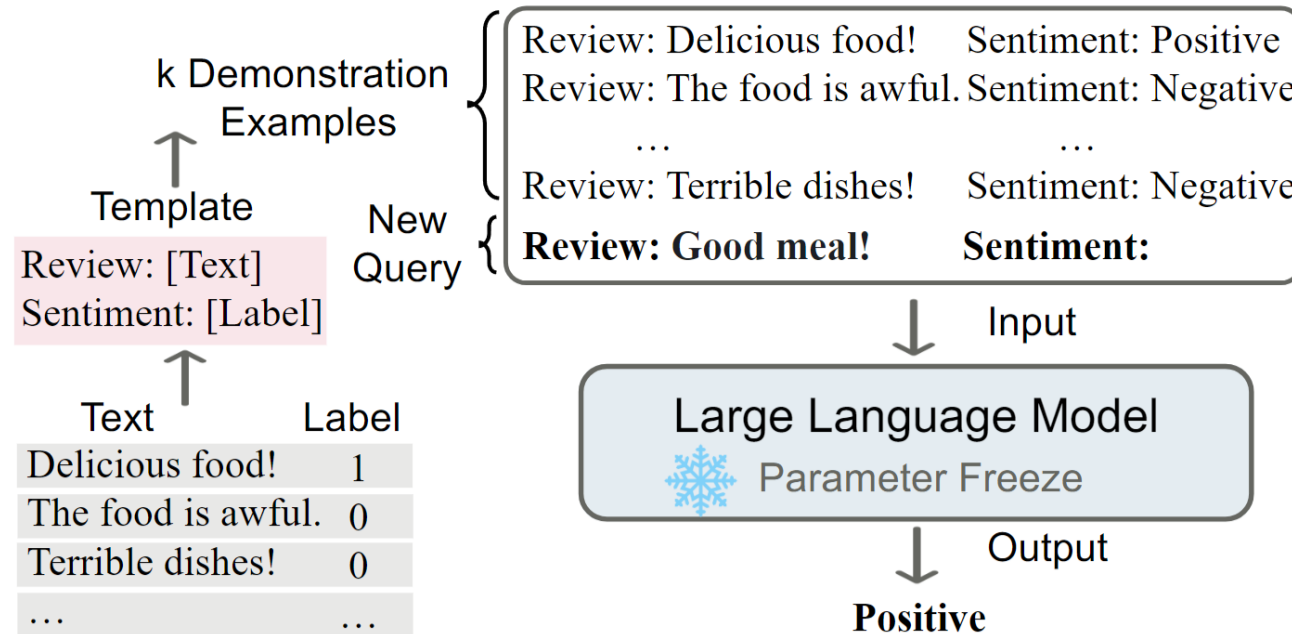 k Demonstration
Examples
Template
Review: [Text]
Sentiment: [Label]
Text Label
Delicious food! 1
The food is awful. 0
Terrible dishes! 0
… …
Review: Delicious food! Sentiment: Positive
Review: The food is awful. Sentiment: Negative
… …
Review: Terrible dishes! Sentiment: Negative
New
Query
Review: Good meal! Sentiment:
Input
Large Language Model
Parameter Freeze
Output
Positive